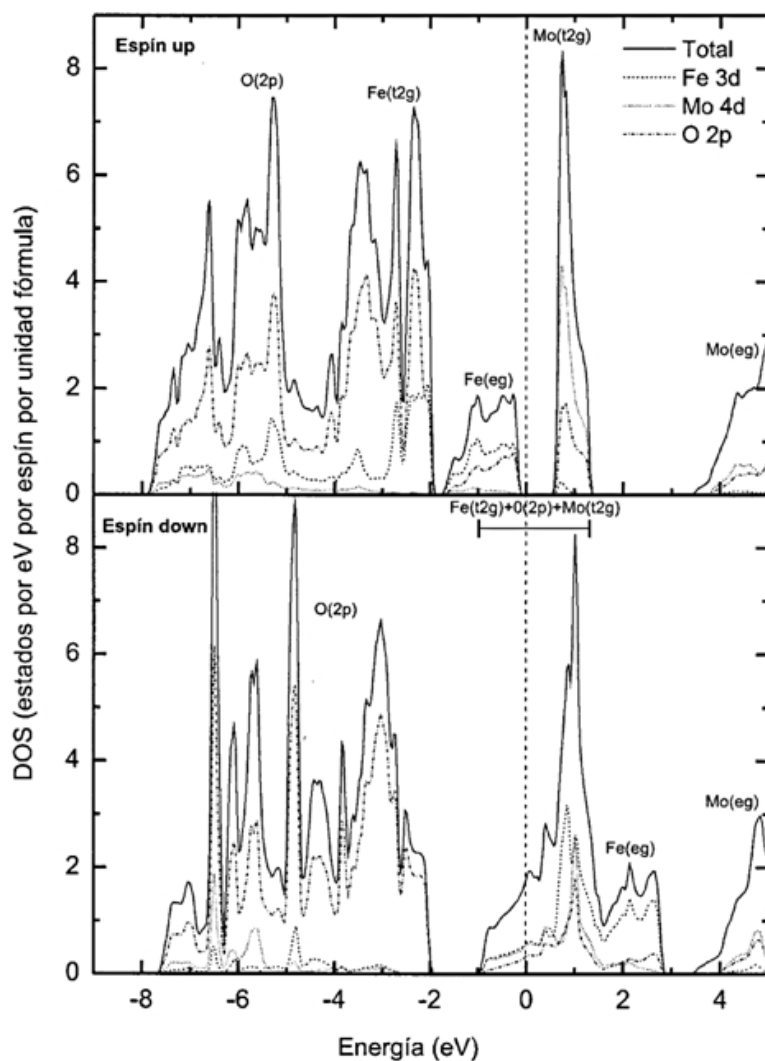 Espín up
O(2p)
Fe(t2g)
Mo(t2g)
Total
Fe 3d
Mo 4d
O 2p
Fe(eg)
Mo(eg)
8
6
4
2
0
Espín down
Fe(t2g)+0(2p)+Mo(t2g)
O(2p)
Fe(eg)
Mo(eg)
8
6
4
2
0
DOS (estados por eV por espín por unidad fórmula)
-8 -6 -4 -2 0 2 4
Energía (eV)